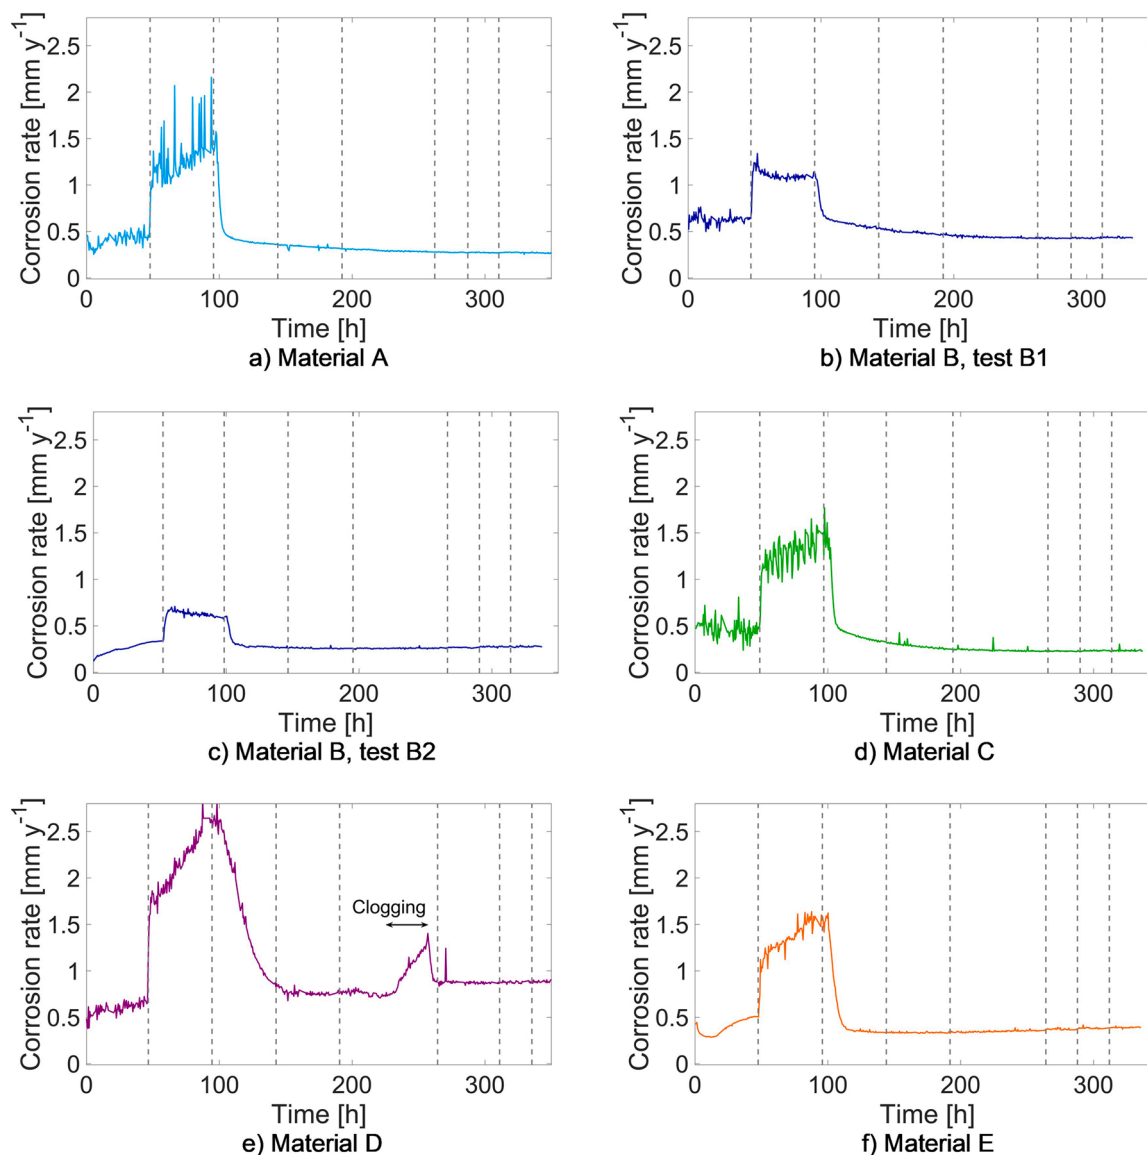 Corrosion rate [mm y⁻¹]
2.5
2
1.5
1
0.5
0
0 100 200 300
Time [h]
a) Material A
Corrosion rate [mm y⁻¹]
2.5
2
1.5
1
0.5
0
0 100 200 300
Time [h]
b) Material B, test B1
Corrosion rate [mm y⁻¹]
2.5
2
1.5
1
0.5
0
0 100 200 300
Time [h]
c) Material B, test B2
Corrosion rate [mm y⁻¹]
2.5
2
1.5
1
0.5
0
0 100 200 300
Time [h]
d) Material C
Corrosion rate [mm y⁻¹]
2.5
2
1.5
1
0.5
0
Clogging
0 100 200 300
Time [h]
e) Material D
Corrosion rate [mm y⁻¹]
2.5
2
1.5
1
0.5
0
0 100 200 300
Time [h]
f) Material E